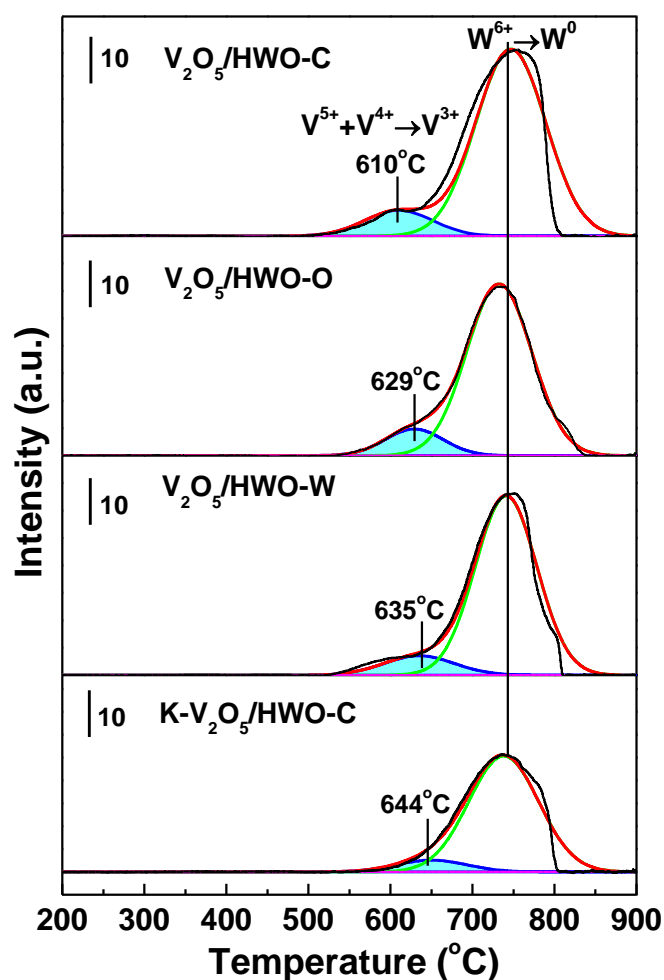 10 V₂O₅/HWO-C
W⁶⁺→W⁰
V⁵⁺+V⁴⁺→V³⁺
610°C
10 V₂O₅/HWO-O
629°C
10 V₂O₅/HWO-W
635°C
10 K-V₂O₅/HWO-C
644°C
Intensity (a.u.)
200 300 400 500 600 700 800 900
Temperature (°C)